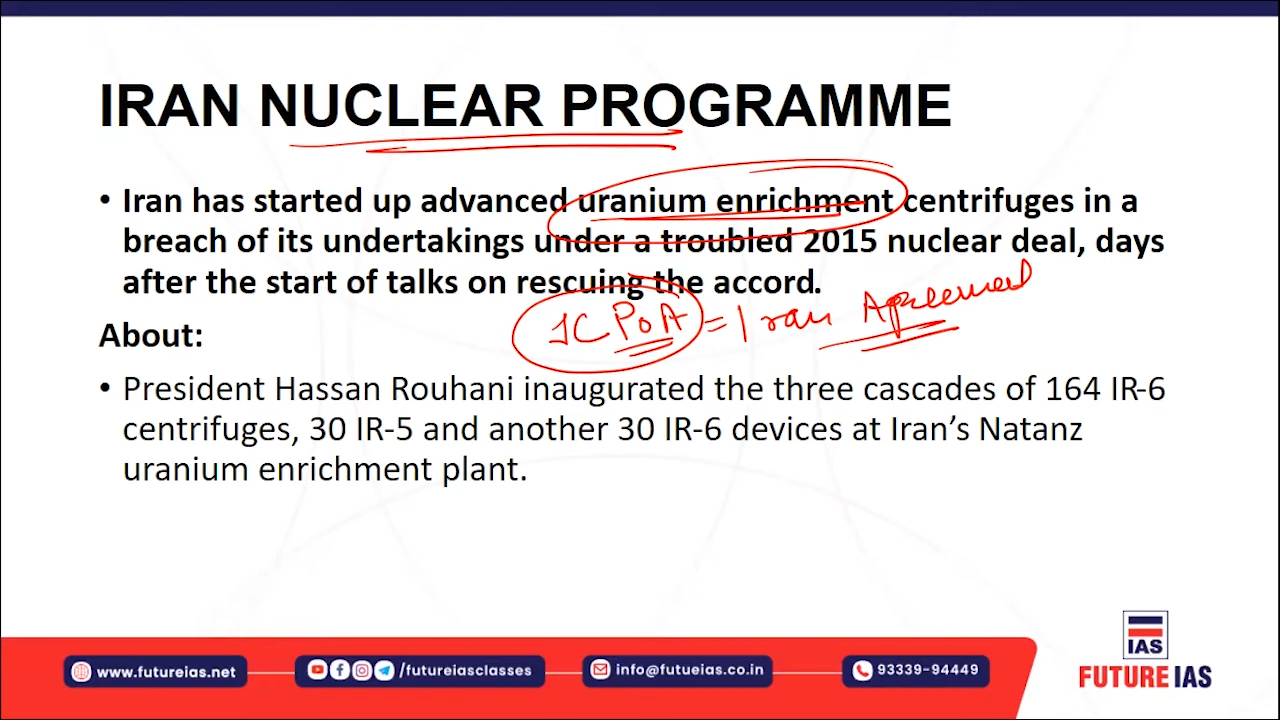 IRAN NUCLEAR PROGRAMME
• Iran has started up advanced uranium enrichment centrifuges in a
breach of its undertakings under a troubled 2015 nuclear deal, days
after the start of talks on rescuing the accord.
JCPOA = Iran Agreement
About:
• President Hassan Rouhani inaugurated the three cascades of 164 IR-6
centrifuges, 30 IR-5 and another 30 IR-6 devices at Iran’s Natanz
uranium enrichment plant.
IAS
FUTURE IAS
www.futureias.net
/futureiasclasses
info@futueias.co.in
93339-94449